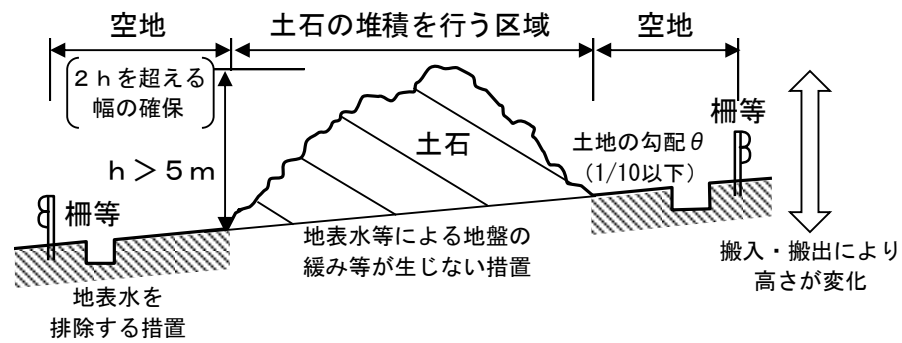 空地
土石の堆積を行う区域
空地
2hを超える
幅の確保
柵等
土石
土地の勾配θ
(1/10以下)
h>5m
柵等
地表水等による地盤の
緩み等が生じない措置
搬入・搬出により
高さが変化
地表水を
排除する措置